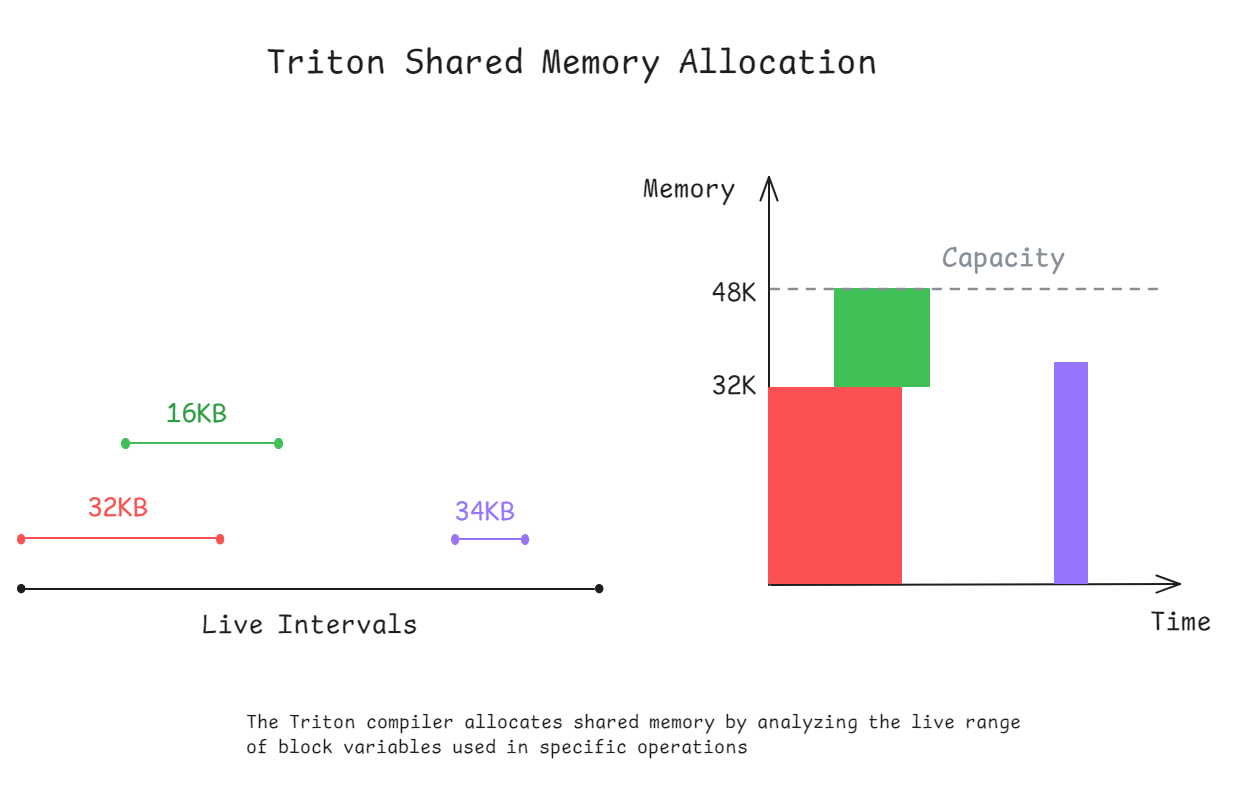 Triton Shared Memory Allocation
Memory
Capacity
48K
32K
16KB
32KB
34KB
Live Intervals
Time
The Triton compiler allocates shared memory by analyzing the live range
of block variables used in specific operations